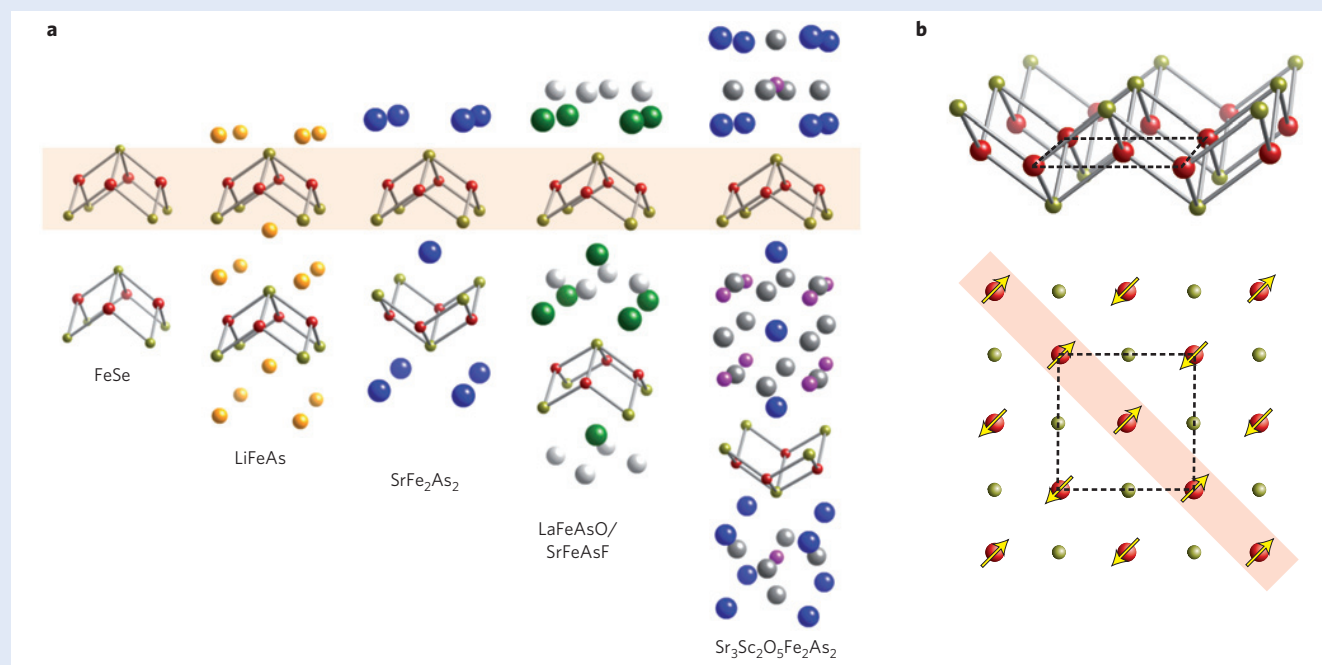 a
b
FeSe
LiFeAs
SrFe₂As₂
LaFeAsO/
SrFeAsF
Sr₃Sc₂O₅Fe₂As₂